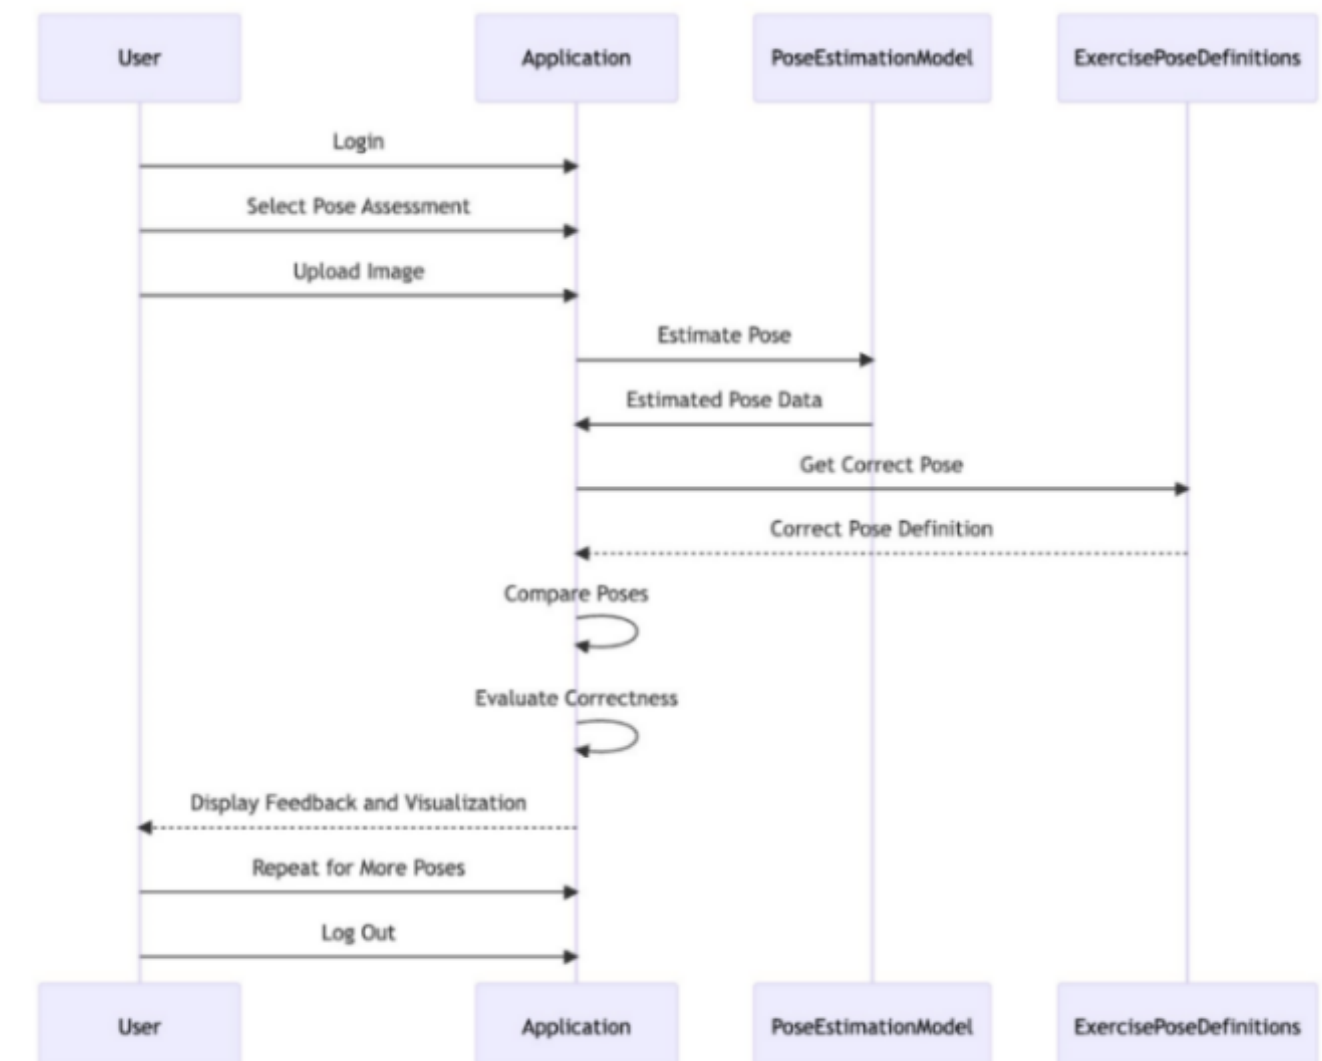 User
Application
PoseEstimationModel
ExercisePoseDefinitions
Login
Select Pose Assessment
Upload Image
Estimate Pose
Estimated Pose Data
Get Correct Pose
Correct Pose Definition
Compare Poses
Evaluate Correctness
Display Feedback and Visualization
Repeat for More Poses
Log Out
User
Application
PoseEstimationModel
ExercisePoseDefinitions